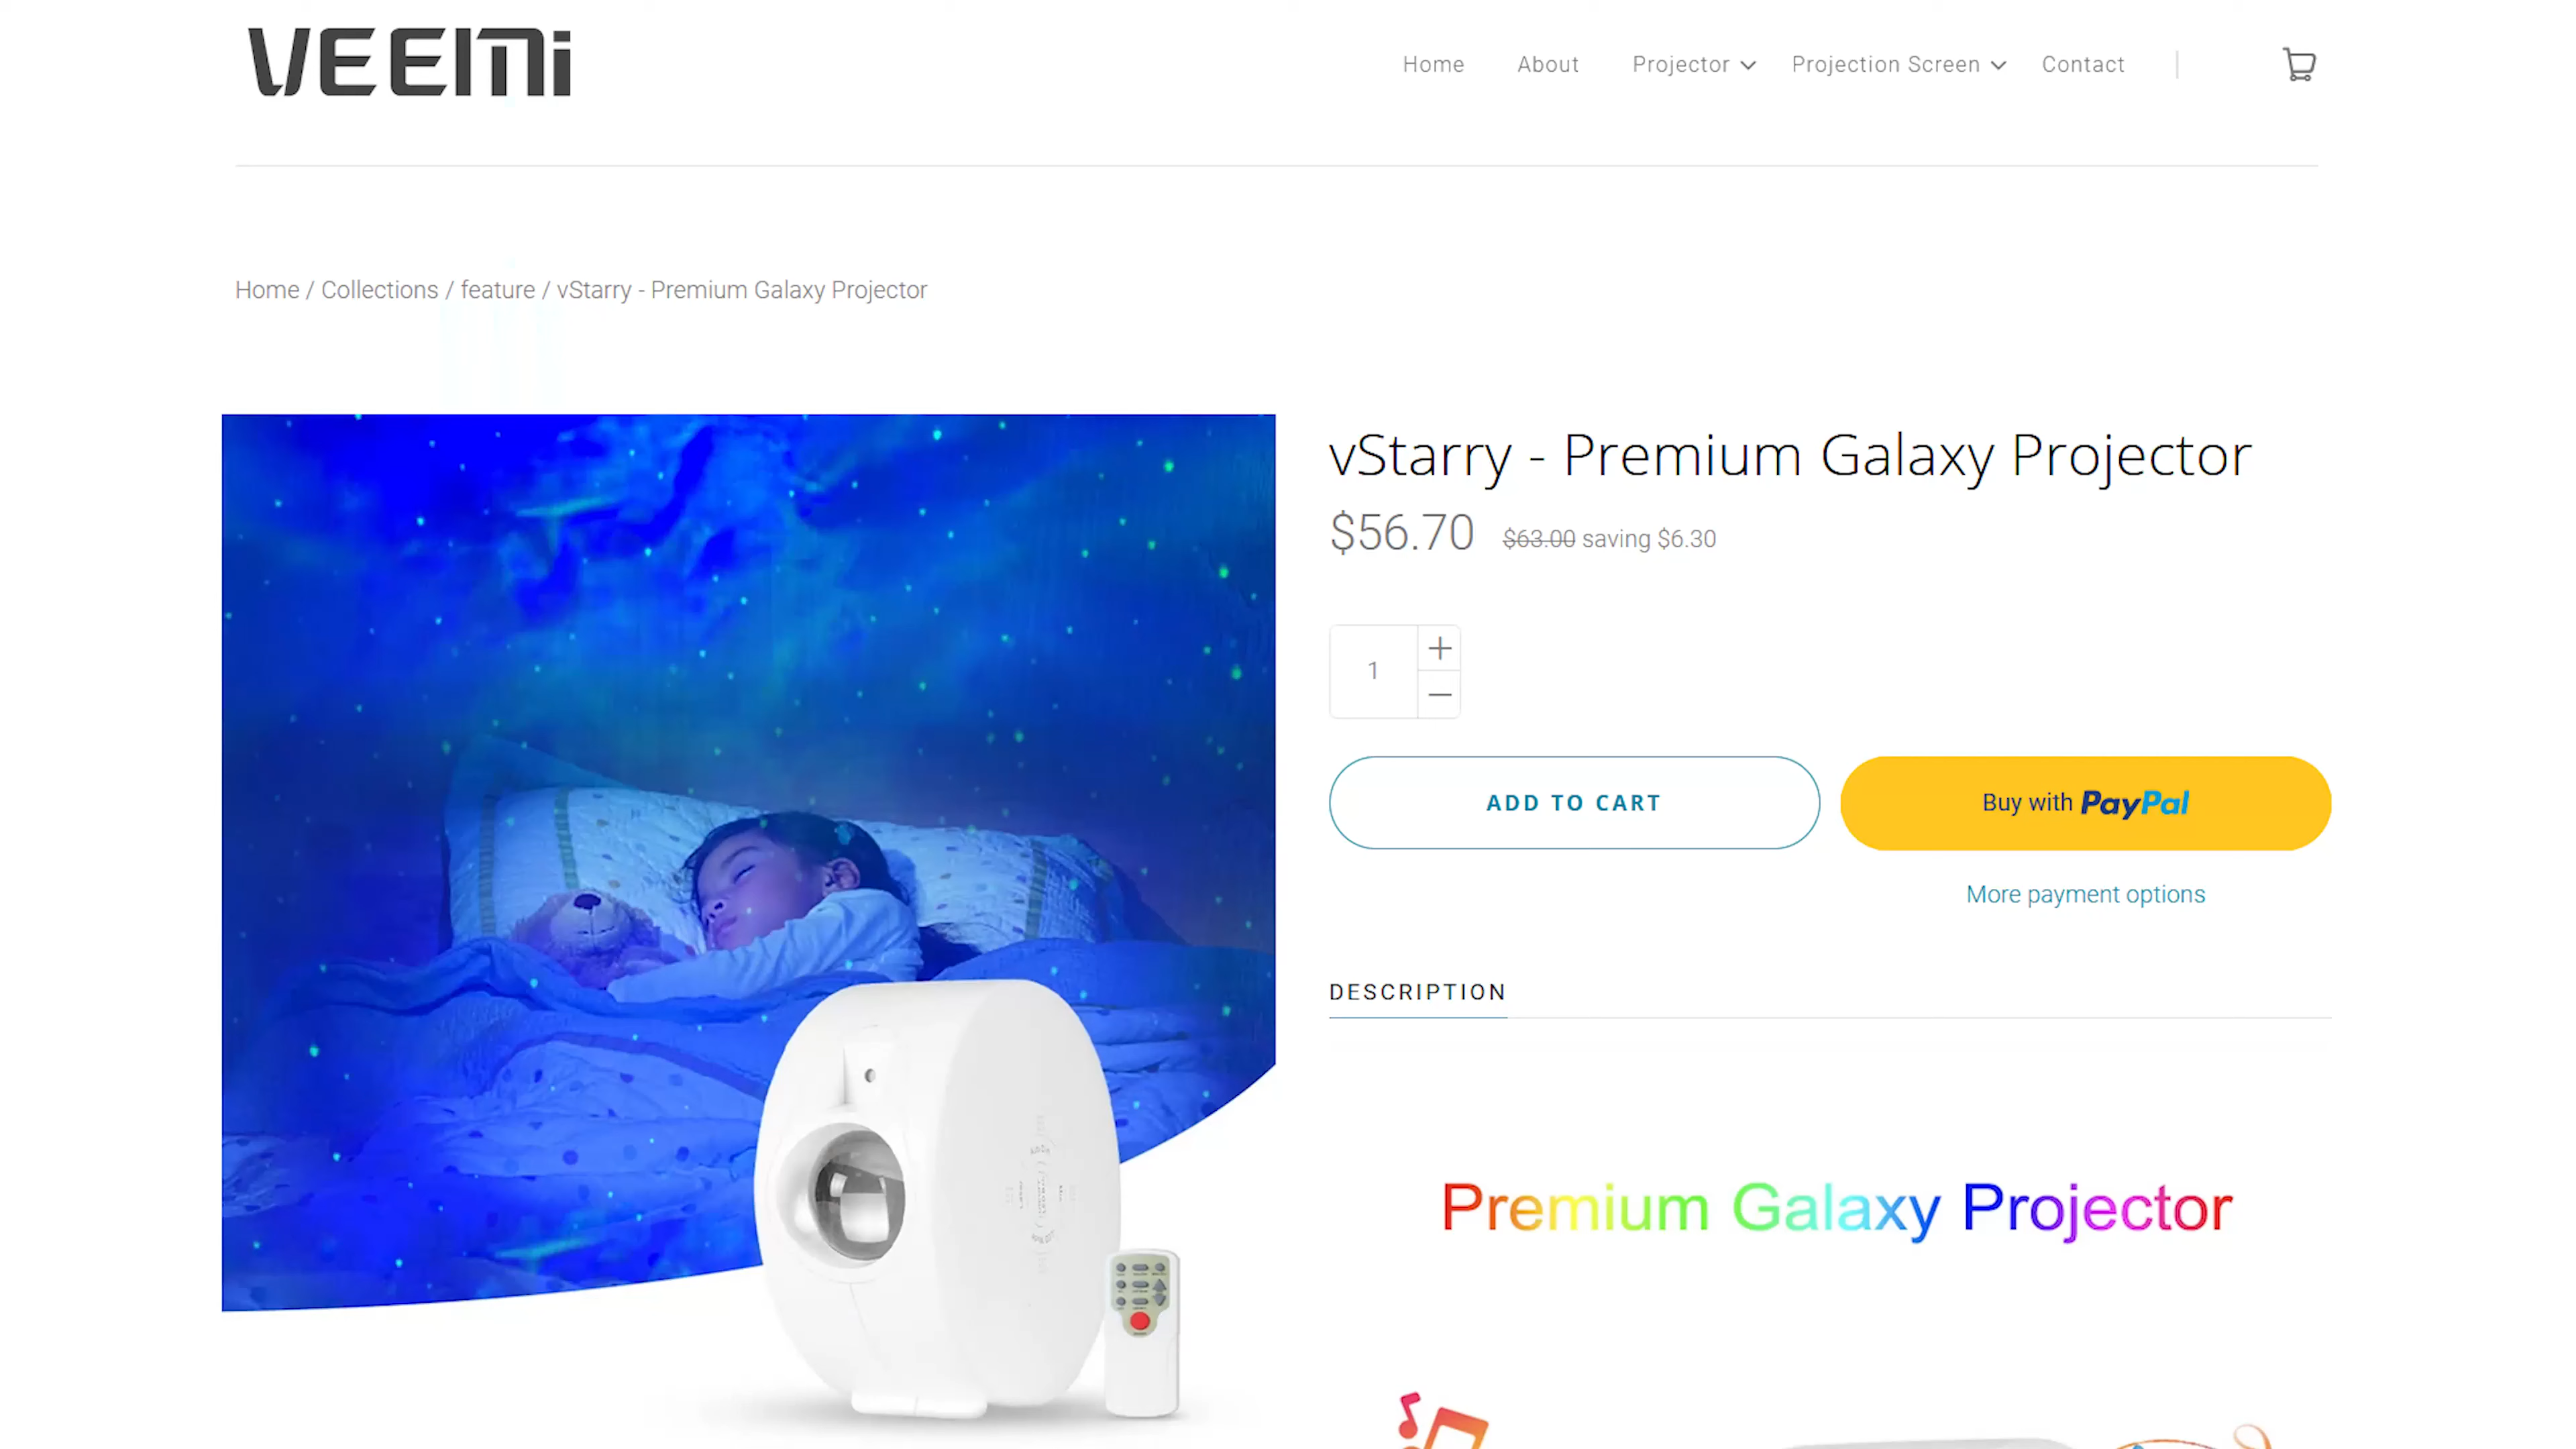 VEEMi
Home
About
Projector
Projection Screen
Contact
Home / Collections / feature / vStarry - Premium Galaxy Projector
vStarry - Premium Galaxy Projector
$56.70 $63.00 saving $6.30
1
ADD TO CART
Buy with PayPal
More payment options
DESCRIPTION
Premium Galaxy Projector